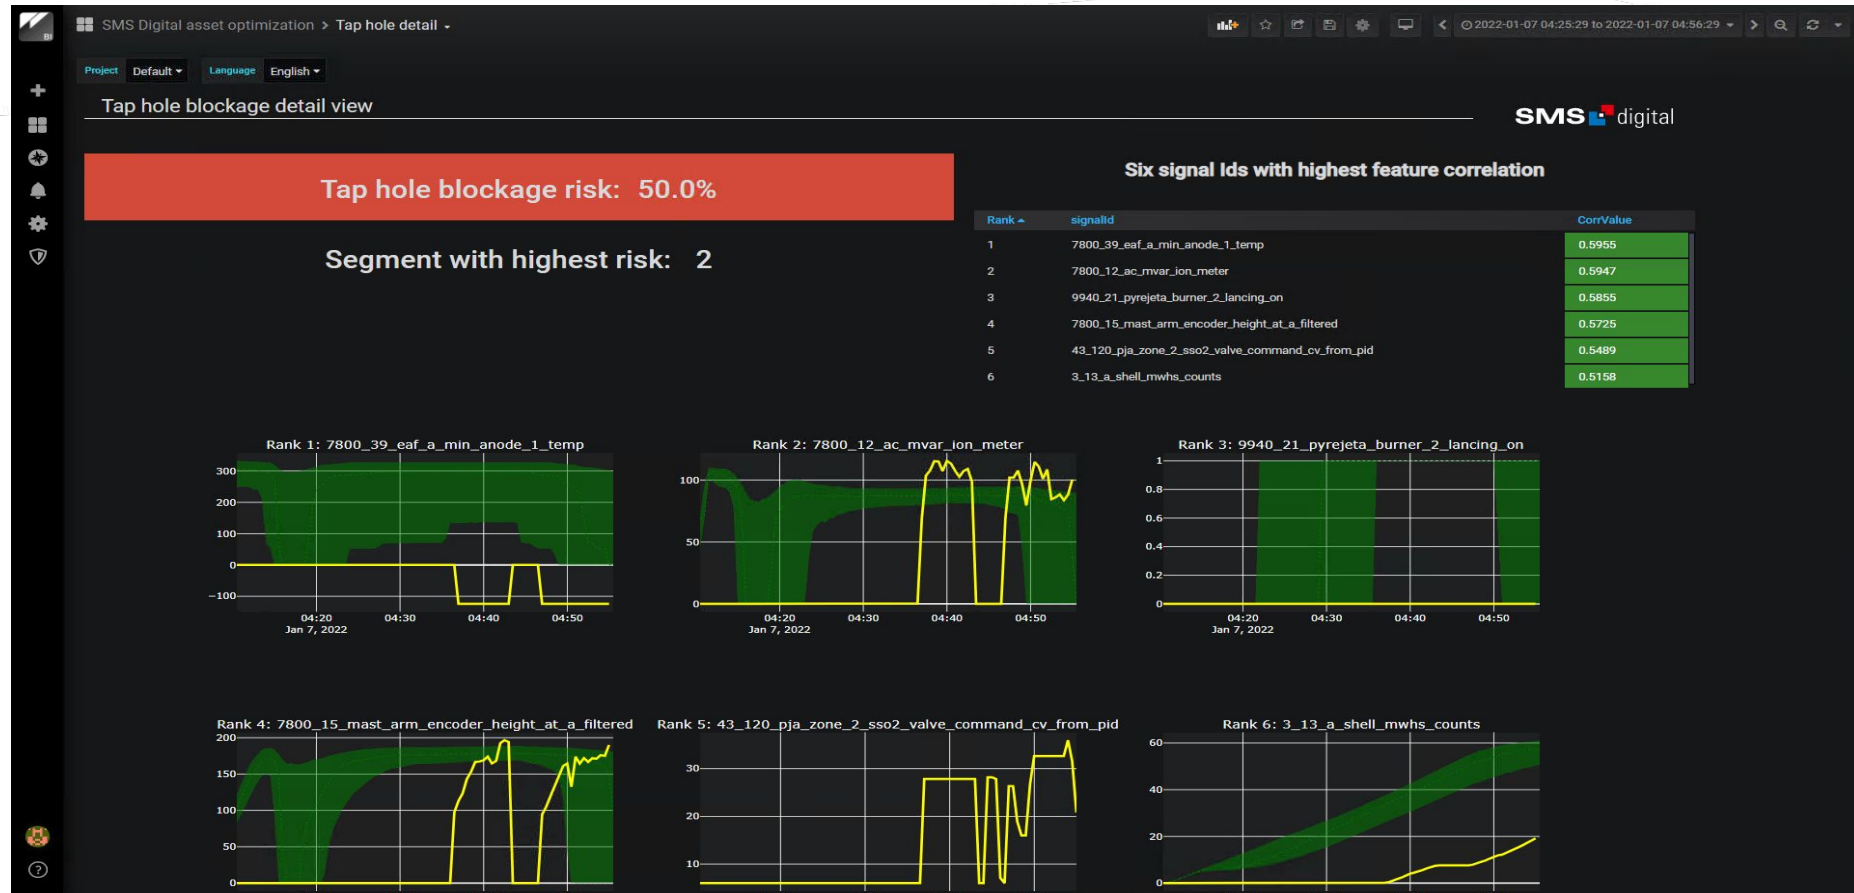 BI
SMS Digital asset optimization > Tap hole detail
2022-01-07 04:25:29 to 2022-01-07 04:56:29
Project Default Language English
Tap hole blockage detail view
SMS digital
Tap hole blockage risk: 50.0%
Segment with highest risk: 2
Six signal Ids with highest feature correlation
Rank signalId CorrValue
1 7800_39_eaf_a_min_anode_1_temp 0.5955
2 7800_12_ac_mvar_ion_meter 0.5947
3 9940_21_pyrejeta_burner_2_lancing_on 0.5855
4 7800_15_mast_arm_encoder_height_at_a_filtered 0.5725
5 43_120_pja_zone_2_sso2_valve_command_cv_from_pid 0.5489
6 3_13_a_shell_mwhs_counts 0.5158
Rank 1: 7800_39_eaf_a_min_anode_1_temp
300
200
100
0
−100
04:20 04:30 04:40 04:50
Jan 7, 2022
Rank 2: 7800_12_ac_mvar_ion_meter
100
50
0
04:20 04:30 04:40 04:50
Jan 7, 2022
Rank 3: 9940_21_pyrejeta_burner_2_lancing_on
1
0.8
0.6
0.4
0.2
0
04:20 04:30 04:40 04:50
Jan 7, 2022
Rank 4: 7800_15_mast_arm_encoder_height_at_a_filtered
200
150
100
50
0
Rank 5: 43_120_pja_zone_2_sso2_valve_command_cv_from_pid
30
20
10
Rank 6: 3_13_a_shell_mwhs_counts
60
40
20
0